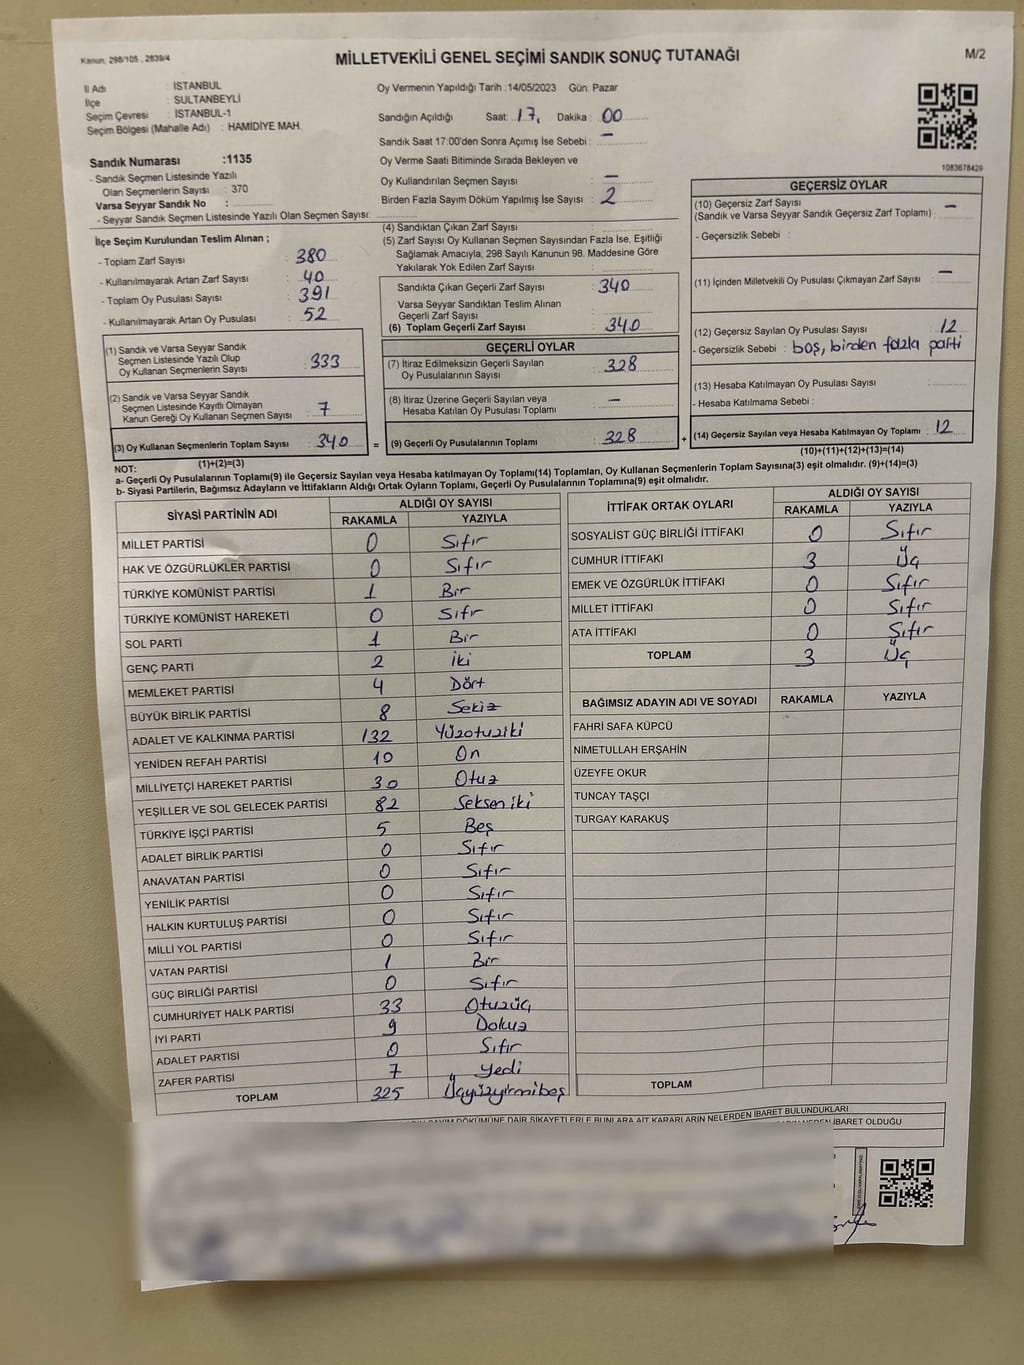 Kanun, 298/105 , 2839/4
MİLLETVEKİLİ GENEL SEÇİMİ SANDIK SONUÇ TUTANAĞI
M/2
İl Adı : İSTANBUL
İlçe : SULTANBEYLİ
Seçim Çevresi : İSTANBUL-1
Seçim Bölgesi (Mahalle Adı) : HAMİDİYE MAH.
Sandık Numarası :1135
- Sandık Seçmen Listesinde Yazılı
Olan Seçmenlerin Sayısı : 370
Varsa Seyyar Sandık No :
- Seyyar Sandık Seçmen Listesinde Yazılı Olan Seçmen Sayısı:
Oy Vermenin Yapıldığı Tarih :14/05/2023 Gün: Pazar
Sandığın Açıldığı Saat: 17, Dakika : 00
Sandık Saat 17:00'den Sonra Açımış İse Sebebi : —
Oy Verme Saati Bitiminde Sırada Bekleyen ve
Oy Kullandırılan Seçmen Sayısı : —
Birden Fazla Sayım Döküm Yapılmış İse Sayısı : 2
1083678429
İlçe Seçim Kurulundan Teslim Alınan ;
- Toplam Zarf Sayısı : 380
- Kullanılmayarak Artan Zarf Sayısı : 40
- Toplam Oy Pusulası Sayısı : 391
- Kullanılmayarak Artan Oy Pusulası : 52
(4) Sandıktan Çıkan Zarf Sayısı :
(5) Zarf Sayısı Oy Kullanan Seçmen Sayısından Fazla İse, Eşitliği
Sağlamak Amacıyla; 298 Sayılı Kanunun 98. Maddesine Göre
Yakılarak Yok Edilen Zarf Sayısı :
Sandıkta Çıkan Geçerli Zarf Sayısı : 340
Varsa Seyyar Sandıktan Teslim Alınan
Geçerli Zarf Sayısı :
(6) Toplam Geçerli Zarf Sayısı : 340
GEÇERSİZ OYLAR
(10) Geçersiz Zarf Sayısı
(Sandık ve Varsa Seyyar Sandık Geçersiz Zarf Toplamı) : —
- Geçersizlik Sebebi :
(11) İçinden Milletvekili Oy Pusulası Çıkmayan Zarf Sayısı : —
(12) Geçersiz Sayılan Oy Pusulası Sayısı : 12
- Geçersizlik Sebebi : boş, birden fazla parti
(13) Hesaba Katılmayan Oy Pusulası Sayısı :
- Hesaba Katılmama Sebebi :
(14) Geçersiz Sayılan veya Hesaba Katılmayan Oy Toplamı : 12
(10)+(11)+(12)+(13)=(14)
(1) Sandık ve Varsa Seyyar Sandık
Seçmen Listesinde Yazılı Olup
Oy Kullanan Seçmenlerin Sayısı : 333
(2) Sandık ve Varsa Seyyar Sandık
Seçmen Listesinde Kayıtlı Olmayan
Kanun Gereği Oy Kullanan Seçmen Sayısı : 7
(3) Oy Kullanan Seçmenlerin Toplam Sayısı : 340 =
(1)+(2)=(3)
GEÇERLİ OYLAR
(7) İtiraz Edilmeksizin Geçerli Sayılan
Oy Pusulalarının Sayısı : 328
(8) İtiraz Üzerine Geçerli Sayılan veya
Hesaba Katılan Oy Pusulası Toplamı : —
(9) Geçerli Oy Pusulalarının Toplamı : 328 +
NOT:
a- Geçerli Oy Pusulalarının Toplamı(9) ile Geçersiz Sayılan veya Hesaba katılmayan Oy Toplamı(14) Toplamları, Oy Kullanan Seçmenlerin Toplam Sayısına(3) eşit olmalıdır. (9)+(14)=(3)
b- Siyasi Partilerin, Bağımsız Adayların ve İttifakların Aldığı Ortak Oyların Toplamı, Geçerli Oy Pusulalarının Toplamına(9) eşit olmalıdır.
SİYASİ PARTİNİN ADI ALDIĞI OY SAYISI
RAKAMLA YAZIYLA
MİLLET PARTİSİ 0 Sıfır
HAK VE ÖZGÜRLÜKLER PARTİSİ 0 Sıfır
TÜRKİYE KOMÜNİST PARTİSİ 1 Bir
TÜRKİYE KOMÜNİST HAREKETİ 0 Sıfır
SOL PARTİ 1 Bir
GENÇ PARTİ 2 İki
MEMLEKET PARTİSİ 4 Dört
BÜYÜK BİRLİK PARTİSİ 8 Sekiz
ADALET VE KALKINMA PARTİSİ 132 Yüzotuziki
YENİDEN REFAH PARTİSİ 10 On
MİLLİYETÇİ HAREKET PARTİSİ 30 Otuz
YEŞİLLER VE SOL GELECEK PARTİSİ 82 Seksen iki
TÜRKİYE İŞÇİ PARTİSİ 5 Beş
ADALET BİRLİK PARTİSİ 0 Sıfır
ANAVATAN PARTİSİ 0 Sıfır
YENİLİK PARTİSİ 0 Sıfır
HALKIN KURTULUŞ PARTİSİ 0 Sıfır
MİLLİ YOL PARTİSİ 0 Sıfır
VATAN PARTİSİ 1 Bir
GÜÇ BİRLİĞİ PARTİSİ 0 Sıfır
CUMHURİYET HALK PARTİSİ 33 Otuzüç
İYİ PARTİ 9 Dokuz
ADALET PARTİSİ 0 Sıfır
ZAFER PARTİSİ 7 Yedi
TOPLAM 325 Üçyüzyirmibeş
İTTİFAK ORTAK OYLARI ALDIĞI OY SAYISI
RAKAMLA YAZIYLA
SOSYALİST GÜÇ BİRLİĞİ İTTİFAKI 0 Sıfır
CUMHUR İTTİFAKI 3 Üç
EMEK VE ÖZGÜRLÜK İTTİFAKI 0 Sıfır
MİLLET İTTİFAKI 0 Sıfır
ATA İTTİFAKI 0 Sıfır
TOPLAM 3 Üç
BAĞIMSIZ ADAYIN ADI VE SOYADI RAKAMLA YAZIYLA
FAHRİ SAFA KÜPCÜ
NİMETULLAH ERŞAHİN
ÜZEYFE OKUR
TUNCAY TAŞÇI
TURGAY KARAKUŞ
TOPLAM
DÖKÜMÜNE DAİR ŞİKAYETLERLE BUNLARA AİT KARARLARIN NELERDEN İBARET BULUNDUKLARI
NEDEN İBARET OLDUĞU